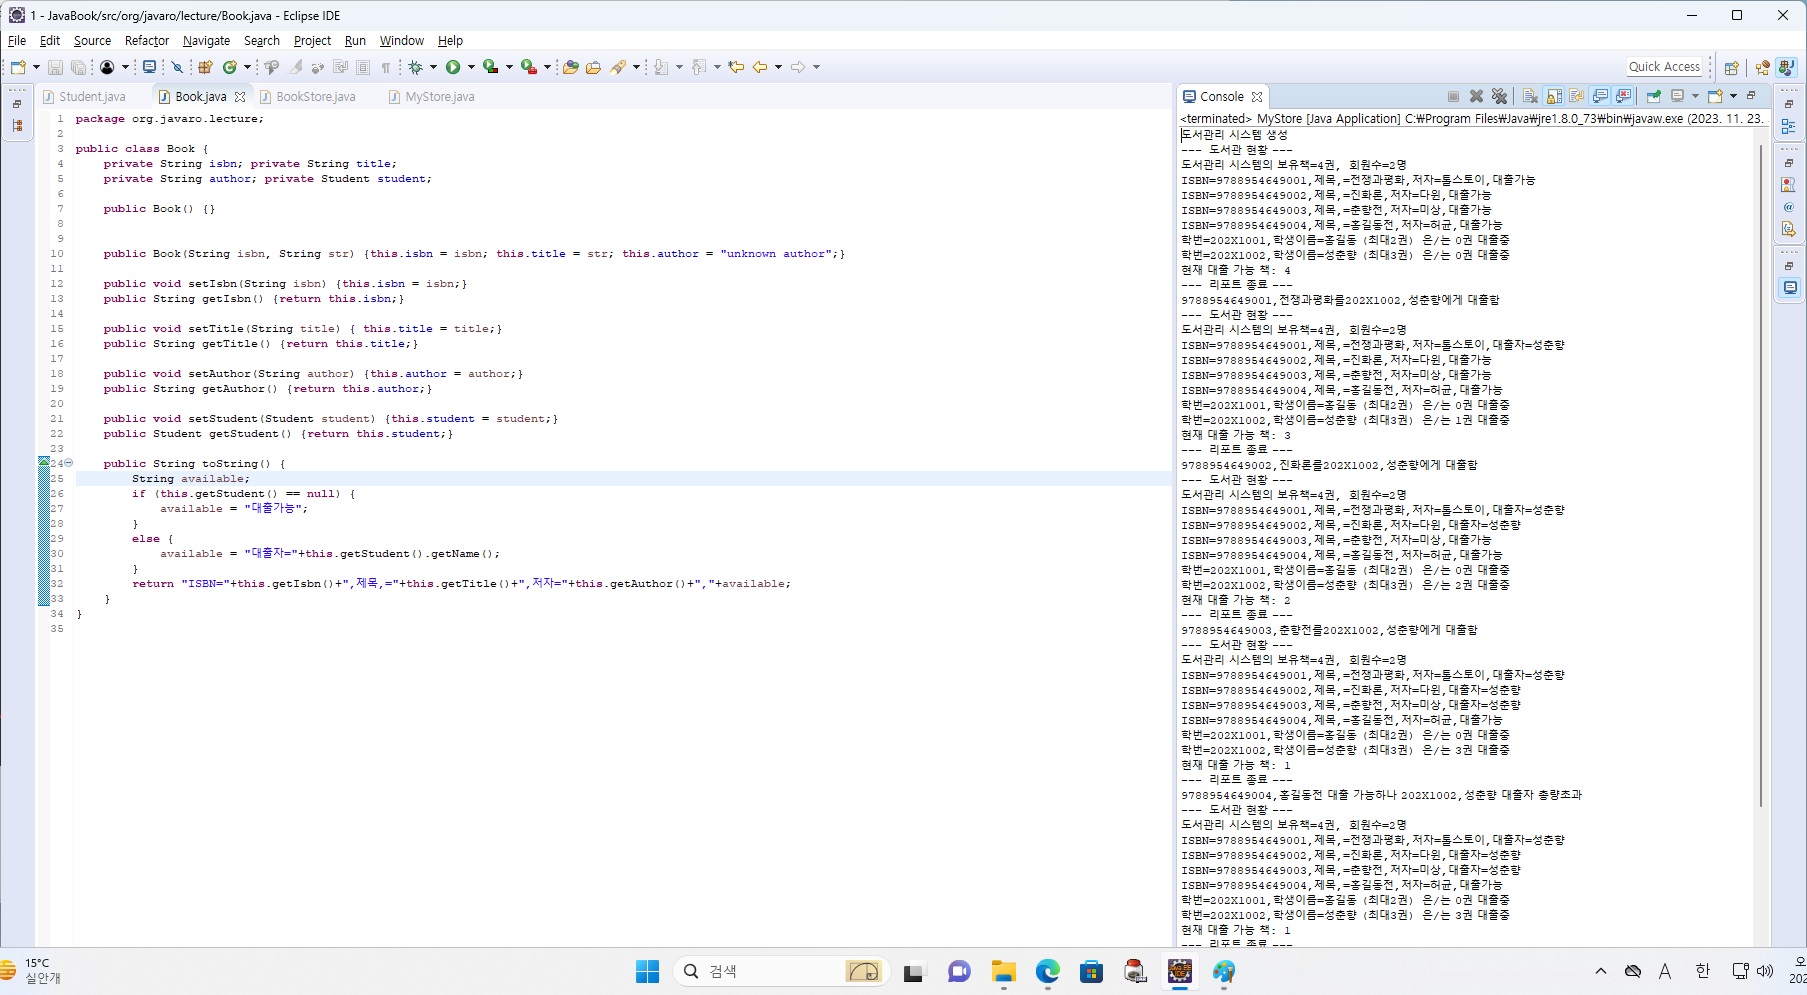 1 - JavaBook/src/org/javaro/lecture/Book.java - Eclipse IDE
File Edit Source Refactor Navigate Search Project Run Window Help
Quick Access
Student.java Book.java BookStore.java MyStore.java
1 package org.javaro.lecture;
2
3 public class Book {
4 private String isbn; private String title;
5 private String author; private Student student;
6
7 public Book() {}
8
9
10 public Book(String isbn, String str) {this.isbn = isbn; this.title = str; this.author = "unknown author";}
11
12 public void setIsbn(String isbn) {this.isbn = isbn;}
13 public String getIsbn() {return this.isbn;}
14
15 public void setTitle(String title) { this.title = title;}
16 public String getTitle() {return this.title;}
17
18 public void setAuthor(String author) {this.author = author;}
19 public String getAuthor() {return this.author;}
20
21 public void setStudent(Student student) {this.student = student;}
22 public Student getStudent() {return this.student;}
23
24 public String toString() {
25 String available;
26 if (this.getStudent() == null) {
27 available = "대출가능";
28 }
29 else {
30 available = "대출자="+this.getStudent().getName();
31 }
32 return "ISBN="+this.getIsbn()+",제목,="+this.getTitle()+",저자="+this.getAuthor()+","+available;
33 }
34 }
35
Console
<terminated> MyStore [Java Application] C:₩Program Files₩Java₩jre1.8.0_73₩bin₩javaw.exe (2023. 11. 23.
도서관리 시스템 생성
--- 도서관 현황 ---
도서관리 시스템의 보유책=4권, 회원수=2명
ISBN=9788954649001,제목,=전쟁과평화,저자=톨스토이,대출가능
ISBN=9788954649002,제목,=진화론,저자=다윈,대출가능
ISBN=9788954649003,제목,=춘향전,저자=미상,대출가능
ISBN=9788954649004,제목,=홍길동전,저자=허균,대출가능
학번=202X1001,학생이름=홍길동 (최대2권) 은/는 0권 대출중
학번=202X1002,학생이름=성춘향 (최대3권) 은/는 0권 대출중
현재 대출 가능 책: 4
--- 리포트 종료 ---
9788954649001,전쟁과평화를202X1002,성춘향에게 대출함
--- 도서관 현황 ---
도서관리 시스템의 보유책=4권, 회원수=2명
ISBN=9788954649001,제목,=전쟁과평화,저자=톨스토이,대출자=성춘향
ISBN=9788954649002,제목,=진화론,저자=다윈,대출가능
ISBN=9788954649003,제목,=춘향전,저자=미상,대출가능
ISBN=9788954649004,제목,=홍길동전,저자=허균,대출가능
학번=202X1001,학생이름=홍길동 (최대2권) 은/는 0권 대출중
학번=202X1002,학생이름=성춘향 (최대3권) 은/는 1권 대출중
현재 대출 가능 책: 3
--- 리포트 종료 ---
9788954649002,진화론를202X1002,성춘향에게 대출함
--- 도서관 현황 ---
도서관리 시스템의 보유책=4권, 회원수=2명
ISBN=9788954649001,제목,=전쟁과평화,저자=톨스토이,대출자=성춘향
ISBN=9788954649002,제목,=진화론,저자=다윈,대출자=성춘향
ISBN=9788954649003,제목,=춘향전,저자=미상,대출가능
ISBN=9788954649004,제목,=홍길동전,저자=허균,대출가능
학번=202X1001,학생이름=홍길동 (최대2권) 은/는 0권 대출중
학번=202X1002,학생이름=성춘향 (최대3권) 은/는 2권 대출중
현재 대출 가능 책: 2
--- 리포트 종료 ---
9788954649003,춘향전를202X1002,성춘향에게 대출함
--- 도서관 현황 ---
도서관리 시스템의 보유책=4권, 회원수=2명
ISBN=9788954649001,제목,=전쟁과평화,저자=톨스토이,대출자=성춘향
ISBN=9788954649002,제목,=진화론,저자=다윈,대출자=성춘향
ISBN=9788954649003,제목,=춘향전,저자=미상,대출자=성춘향
ISBN=9788954649004,제목,=홍길동전,저자=허균,대출가능
학번=202X1001,학생이름=홍길동 (최대2권) 은/는 0권 대출중
학번=202X1002,학생이름=성춘향 (최대3권) 은/는 3권 대출중
현재 대출 가능 책: 1
--- 리포트 종료 ---
9788954649004,홍길동전 대출 가능하나 202X1002,성춘향 대출자 총량초과
--- 도서관 현황 ---
도서관리 시스템의 보유책=4권, 회원수=2명
ISBN=9788954649001,제목,=전쟁과평화,저자=톨스토이,대출자=성춘향
ISBN=9788954649002,제목,=진화론,저자=다윈,대출자=성춘향
ISBN=9788954649003,제목,=춘향전,저자=미상,대출자=성춘향
ISBN=9788954649004,제목,=홍길동전,저자=허균,대출가능
학번=202X1001,학생이름=홍길동 (최대2권) 은/는 0권 대출중
학번=202X1002,학생이름=성춘향 (최대3권) 은/는 3권 대출중
현재 대출 가능 책: 1
--- 리포트 종료 ---
15°C
실안개
검색
A 한 오
202